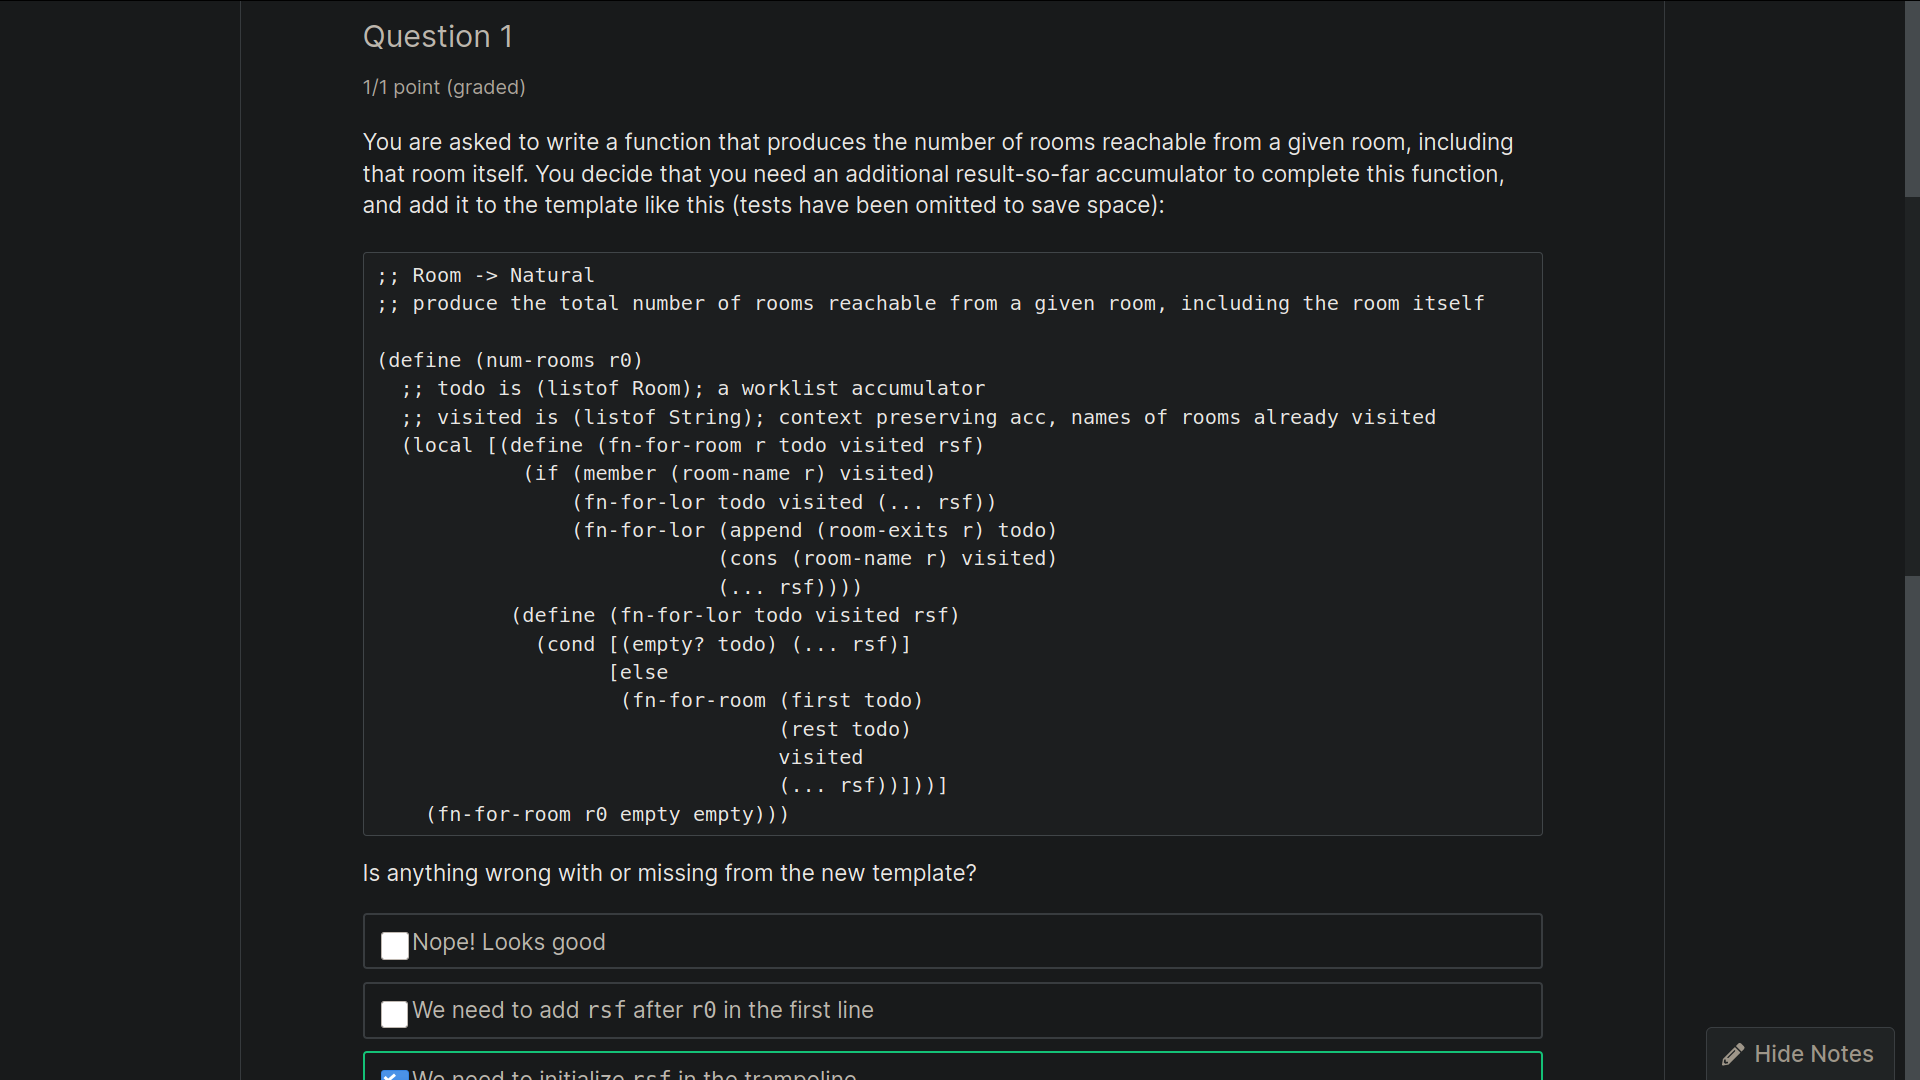 Question 1
1/1 point (graded)
You are asked to write a function that produces the number of rooms reachable from a given room, including
that room itself. You decide that you need an additional result-so-far accumulator to complete this function,
and add it to the template like this (tests have been omitted to save space):
;; Room -> Natural
;; produce the total number of rooms reachable from a given room, including the room itself
(define (num-rooms r0)
  ;; todo is (listof Room); a worklist accumulator
  ;; visited is (listof String); context preserving acc, names of rooms already visited
  (local [(define (fn-for-room r todo visited rsf)
            (if (member (room-name r) visited)
                (fn-for-lor todo visited (... rsf))
                (fn-for-lor (append (room-exits r) todo)
                            (cons (room-name r) visited)
                            (... rsf))))
           (define (fn-for-lor todo visited rsf)
             (cond [(empty? todo) (... rsf)]
                   [else
                    (fn-for-room (first todo)
                                 (rest todo)
                                 visited
                                 (... rsf))]))]
    (fn-for-room r0 empty empty)))
Is anything wrong with or missing from the new template?
Nope! Looks good
We need to add rsf after r0 in the first line
We need to initialize rsf in the trampoline
Hide Notes